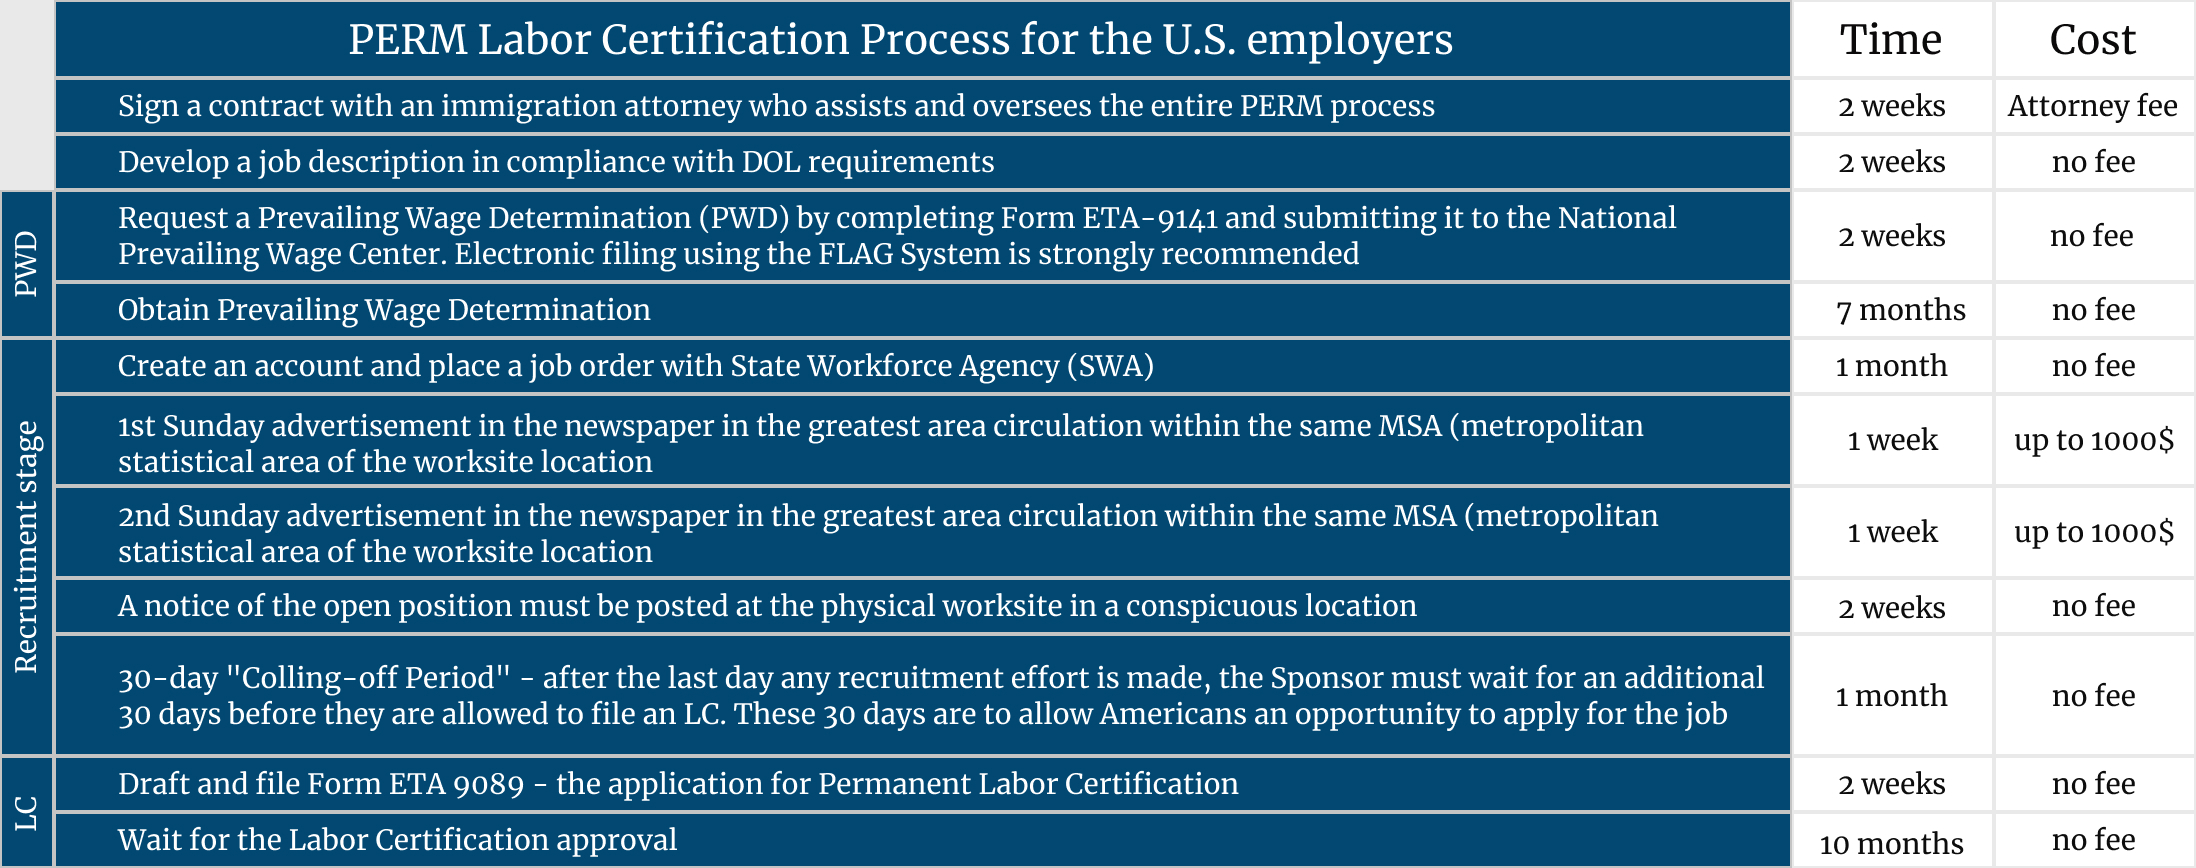 PERM Labor Certification Process for the U.S. employers
Time
Cost
Sign a contract with an immigration attorney who assists and oversees the entire PERM process
2 weeks
Attorney fee
Develop a job description in compliance with DOL requirements
2 weeks
no fee
PWD
Request a Prevailing Wage Determination (PWD) by completing Form ETA-9141 and submitting it to the National
Prevailing Wage Center. Electronic filing using the FLAG System is strongly recommended
2 weeks
no fee
Obtain Prevailing Wage Determination
7 months
no fee
Recruitment stage
Create an account and place a job order with State Workforce Agency (SWA)
1 month
no fee
1st Sunday advertisement in the newspaper in the greatest area circulation within the same MSA (metropolitan
statistical area of the worksite location
1 week
up to 1000$
2nd Sunday advertisement in the newspaper in the greatest area circulation within the same MSA (metropolitan
statistical area of the worksite location
1 week
up to 1000$
A notice of the open position must be posted at the physical worksite in a conspicuous location
2 weeks
no fee
30-day "Colling-off Period" - after the last day any recruitment effort is made, the Sponsor must wait for an additional
30 days before they are allowed to file an LC. These 30 days are to allow Americans an opportunity to apply for the job
1 month
no fee
LC
Draft and file Form ETA 9089 - the application for Permanent Labor Certification
2 weeks
no fee
Wait for the Labor Certification approval
10 months
no fee